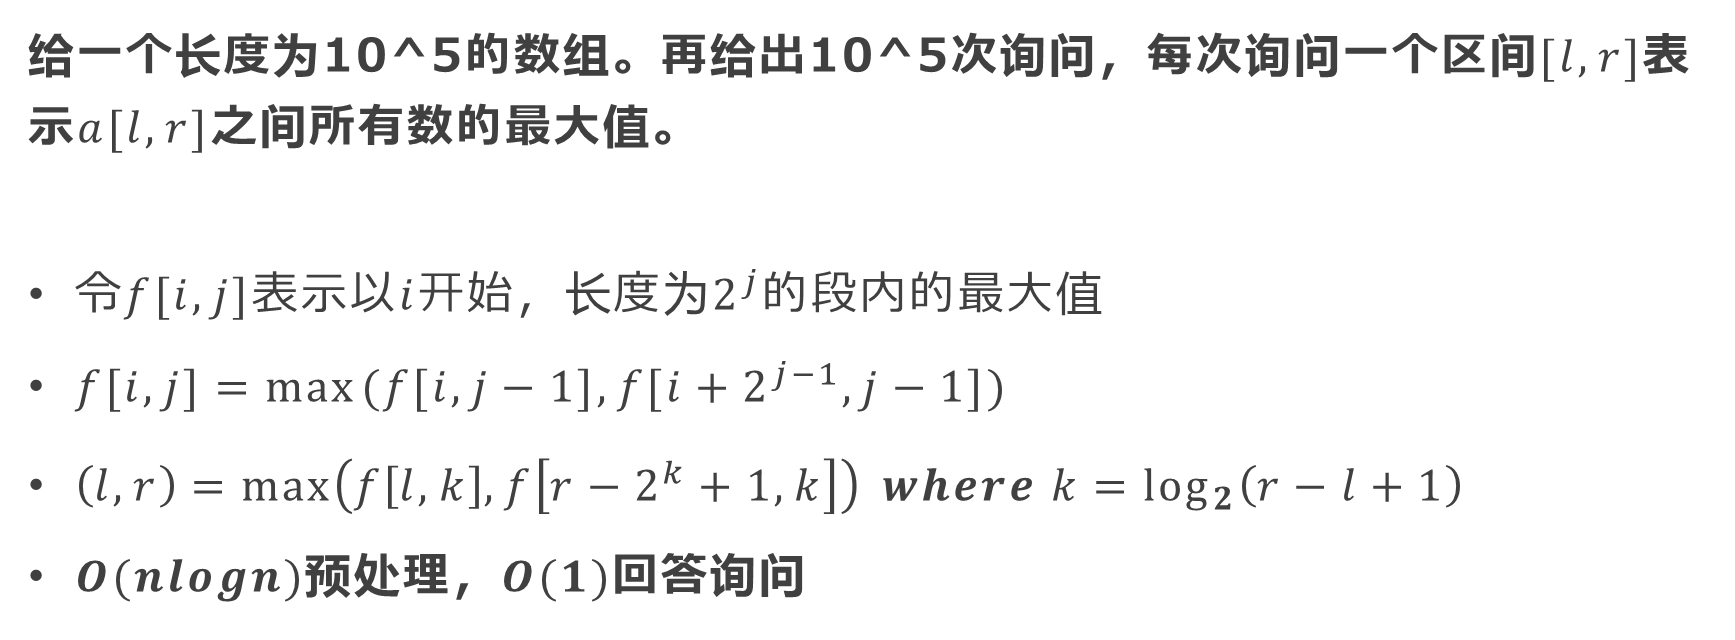 给一个长度为10^5的数组。再给出10^5次询问，每次询问一个区间[l,r]表
示a[l,r]之间所有数的最大值。
• 令f[i,j]表示以i开始，长度为2^j的段内的最大值
• f[i,j] = max(f[i,j − 1],f[i + 2^{j−1},j − 1])
• (l,r) = max(f[l,k],f[r − 2^k + 1,k]) where k = log₂(r − l + 1)
• O(nlogn)预处理，O(1)回答询问